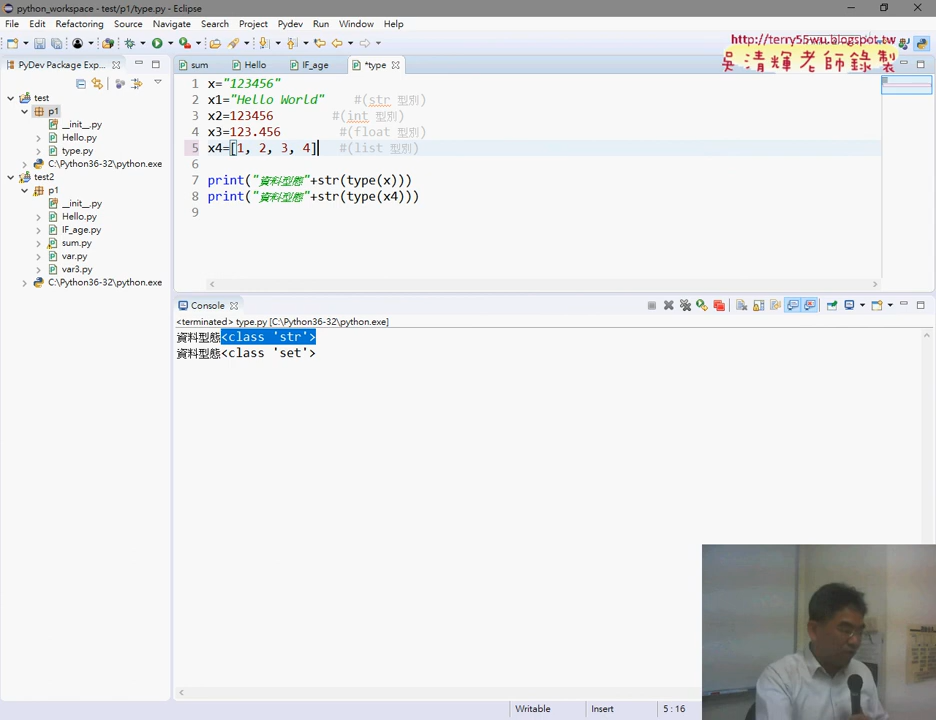 python_workspace - test/p1/type.py - Eclipse
File Edit Refactoring Source Navigate Search Project Pydev Run Window Help
http://terry55wu.blogspot.tw
吳清輝老師錄製
PyDev Package Exp...
sum Hello IF_age *type
test
p1
__init__.py
Hello.py
type.py
C:\Python36-32\python.exe
test2
p1
__init__.py
Hello.py
IF_age.py
sum.py
var.py
var3.py
C:\Python36-32\python.exe
1 x="123456"
2 x1="Hello World" #(str 型別)
3 x2=123456 #(int 型別)
4 x3=123.456 #(float 型別)
5 x4=[1, 2, 3, 4] #(list 型別)
6
7 print("資料型態"+str(type(x)))
8 print("資料型態"+str(type(x4)))
9
Console
<terminated> type.py [C:\Python36-32\python.exe]
資料型態<class 'str'>
資料型態<class 'set'>
Writable Insert 5 : 16